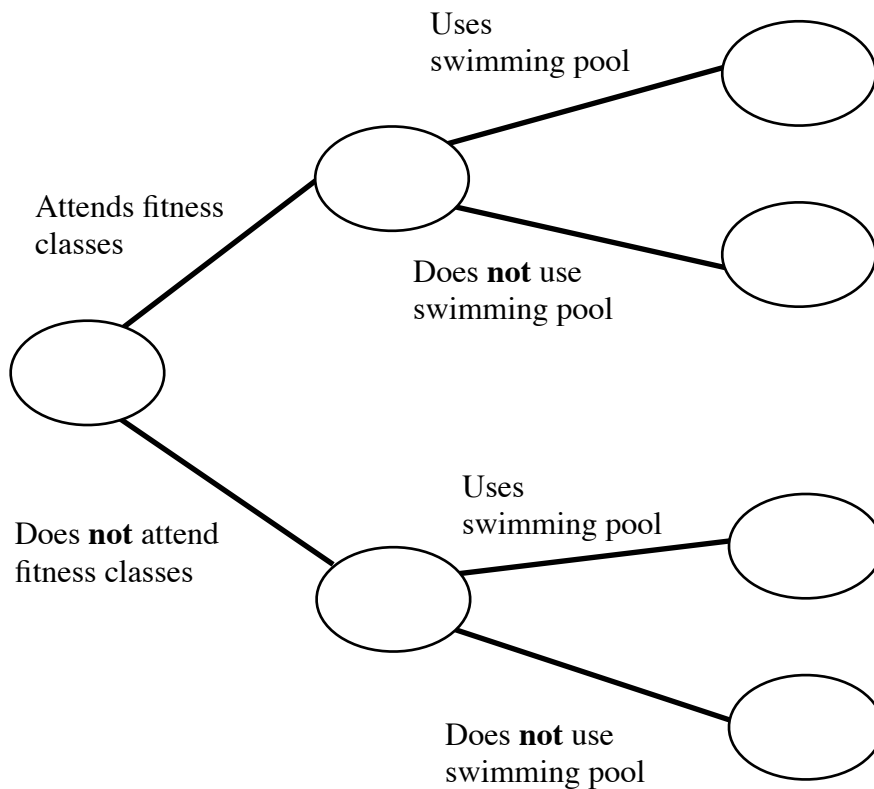 Uses
swimming pool
Attends fitness
classes
Does not use
swimming pool
Uses
swimming pool
Does not attend
fitness classes
Does not use
swimming pool